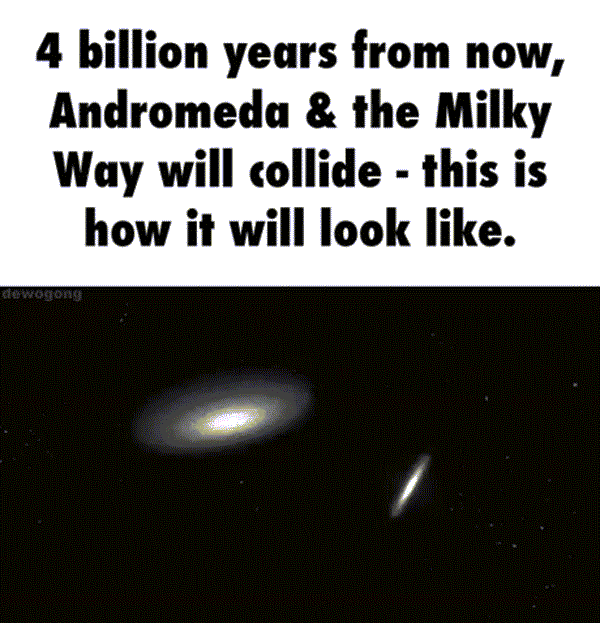 4 billion years from now,
Andromeda & the Milky
Way will collide - this is
how it will look like.
dewogong